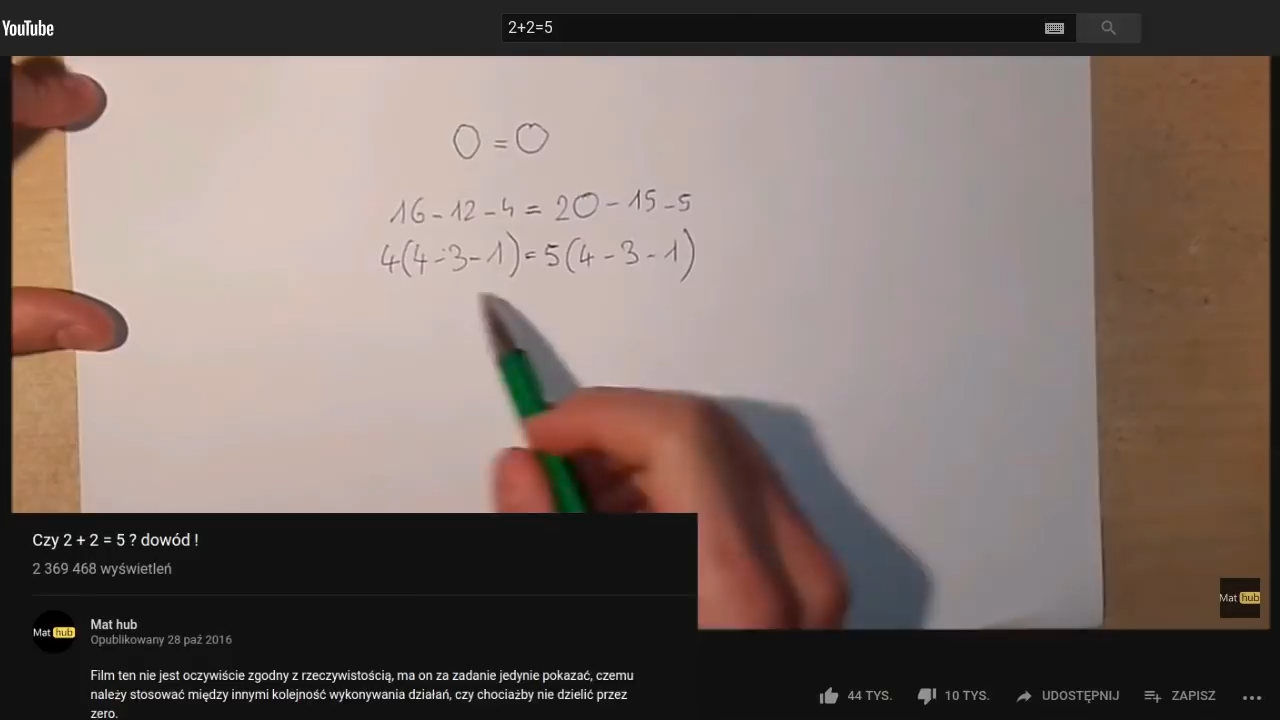 YouTube
2+2=5
0 = 0
16 - 12 - 4 = 20 - 15 - 5
4(4-3-1) = 5(4-3-1)
Czy 2 + 2 = 5 ? dowód !
2 369 468 wyświetleń
Mat hub
Mat hub
Mat hub
Opublikowany 28 paź 2016
Film ten nie jest oczywiście zgodny z rzeczywistością, ma on za zadanie jedynie pokazać, czemu
należy stosować między innymi kolejność wykonywania działań, czy chociażby nie dzielić przez
zero.
44 TYS.
10 TYS.
UDOSTĘPNIJ
ZAPISZ